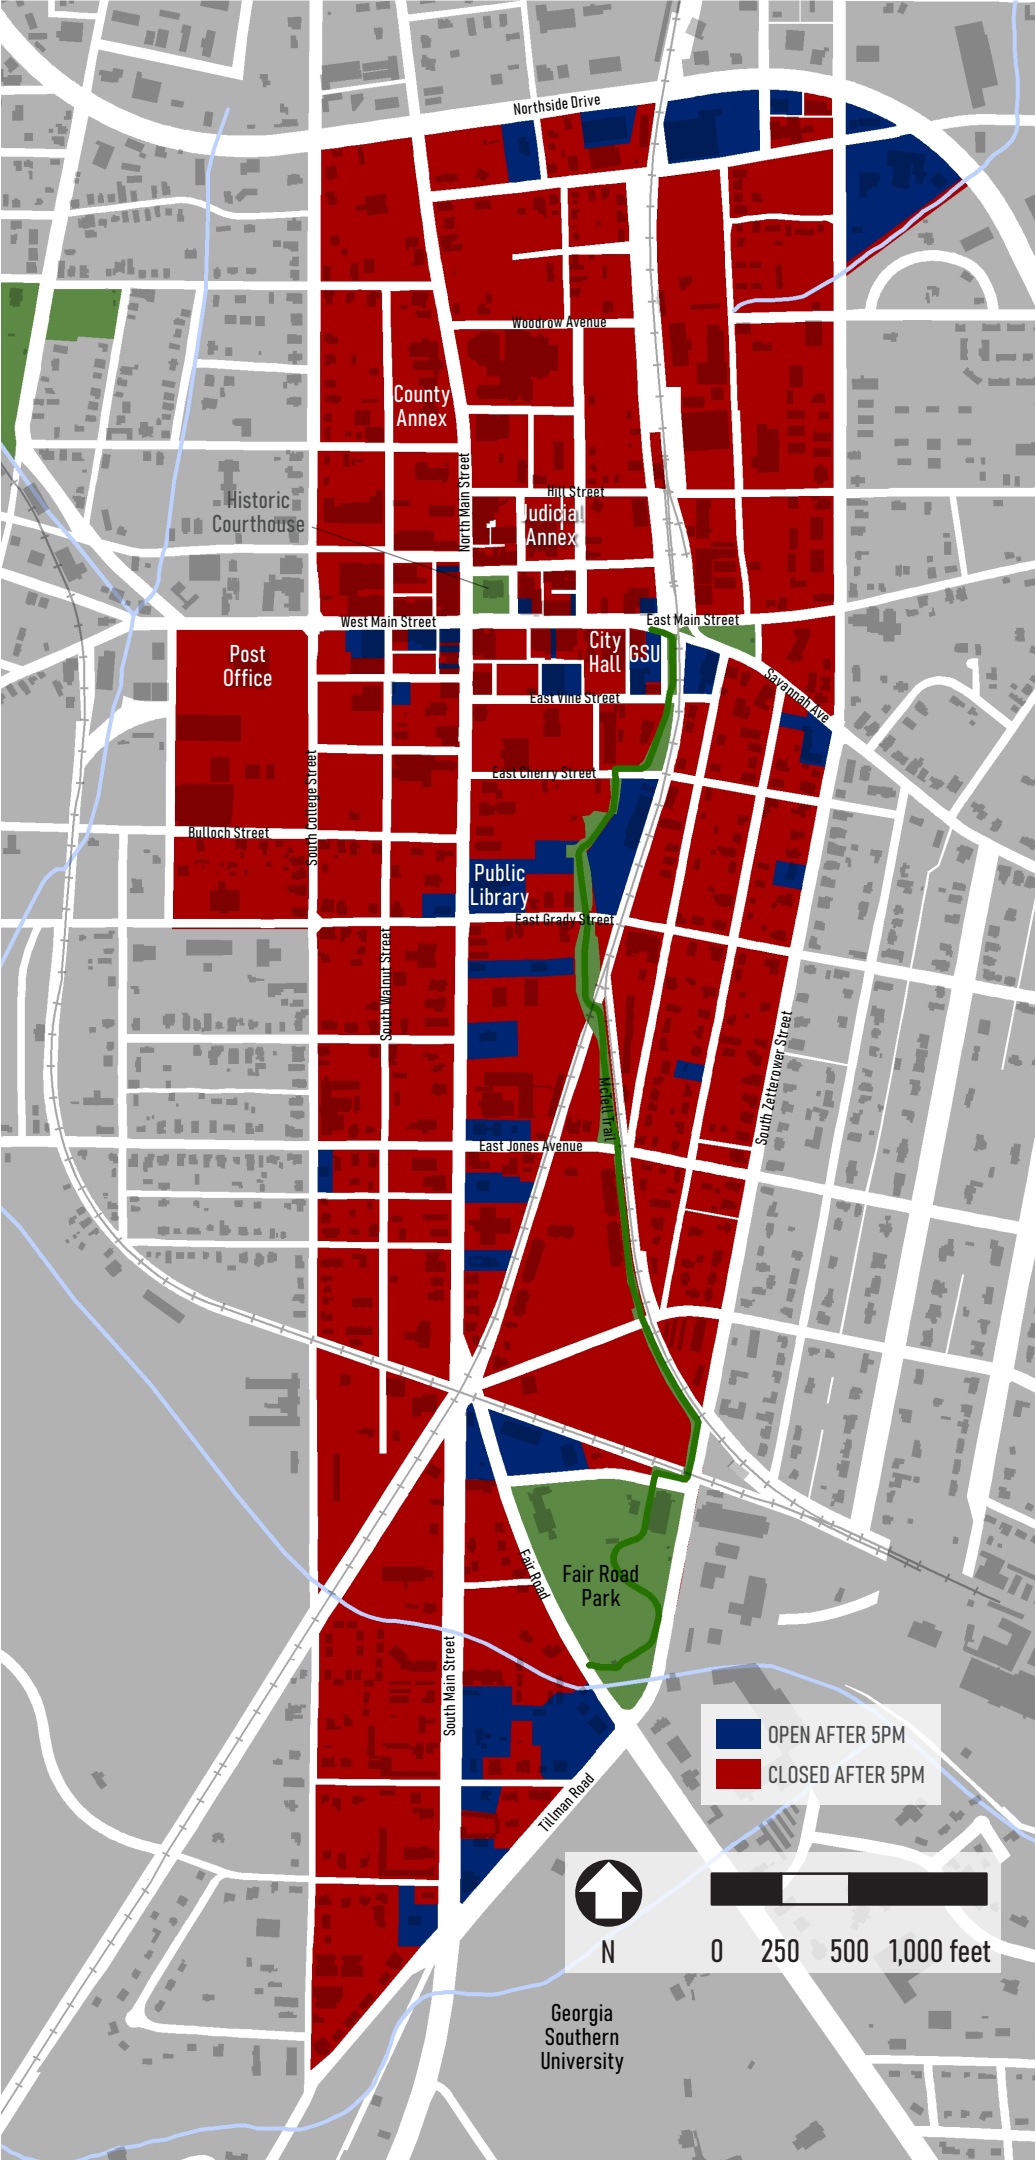 Northside Drive
Woodrow Avenue
County
Annex
North Main Street
Hill Street
Historic
Courthouse
Judicial
Annex
West Main Street
East Main Street
City
Hall
GSU
Post
Office
Savannah Ave
East Vine Street
South College Street
East Cherry Street
Bulloch Street
Public
Library
East Grady Street
South Walnut Street
McTell Trail
South Zetterower Street
East Jones Avenue
Fair Road
Fair Road
Park
South Main Street
OPEN AFTER 5PM
CLOSED AFTER 5PM
Tillman Road
N
0 250 500 1,000 feet
Georgia
Southern
University